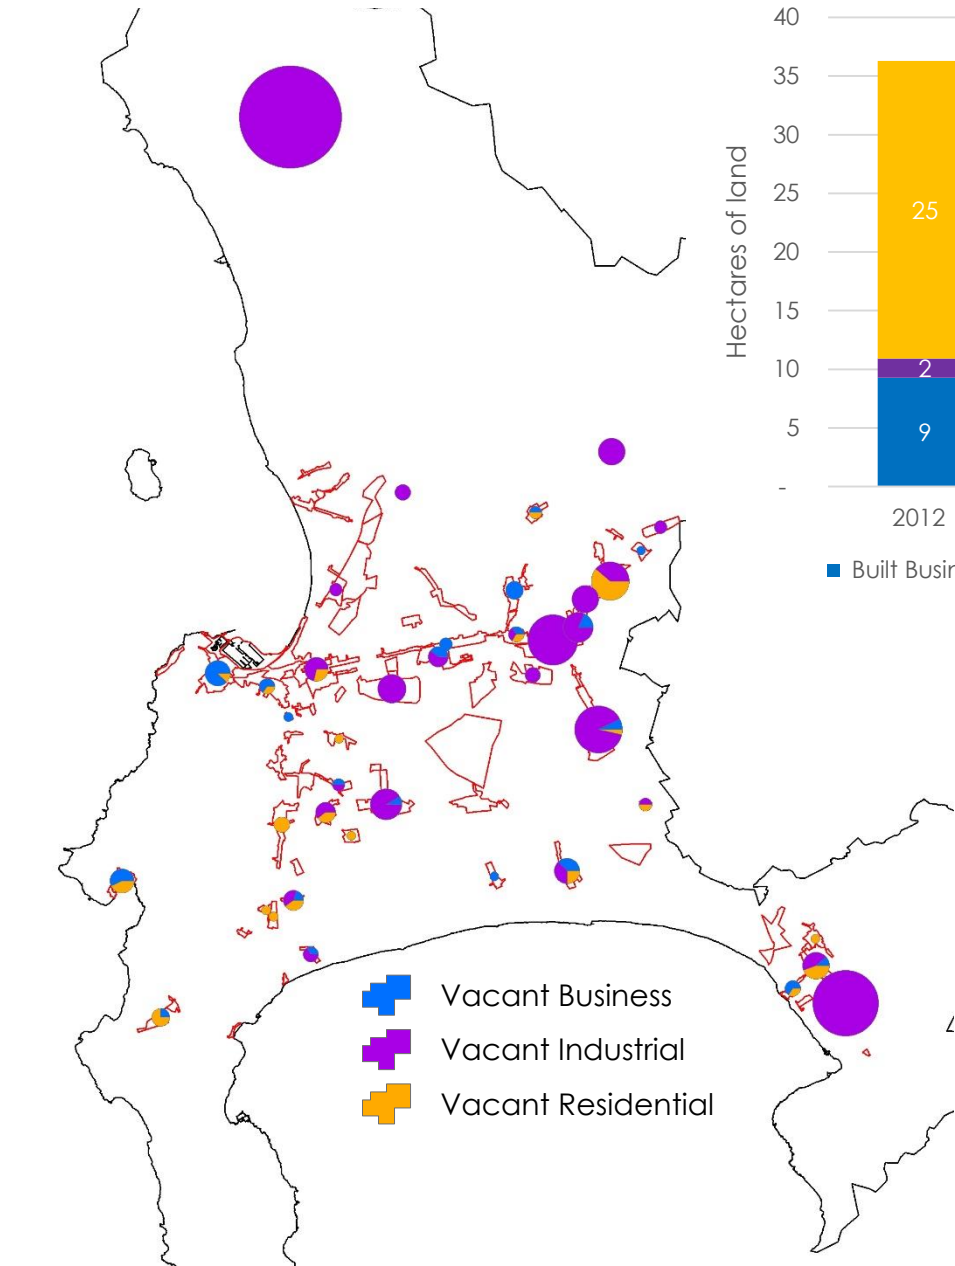 40
35
30
25
20
15
10
5
-
Hectares of land
25
2
9
2012
Built Busin
Vacant Business
Vacant Industrial
Vacant Residential